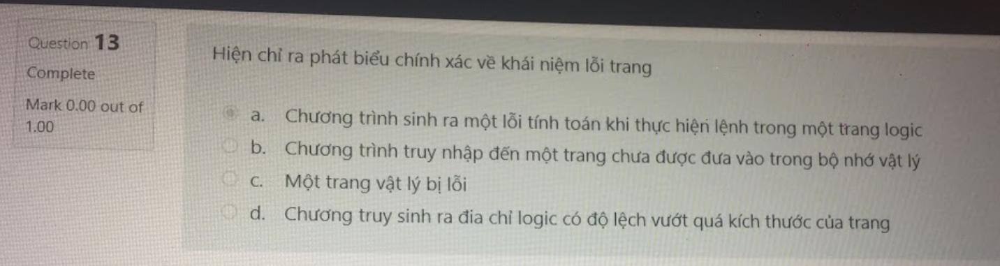 Question 13
Complete
Mark 0.00 out of
1.00
Hiện chỉ ra phát biểu chính xác về khái niệm lỗi trang
a. Chương trình sinh ra một lỗi tính toán khi thực hiện lệnh trong một trang logic
b. Chương trình truy nhập đến một trang chưa được đưa vào trong bộ nhớ vật lý
c. Một trang vật lý bị lỗi
d. Chương truy sinh ra đia chỉ logic có độ lệch vướt quá kích thước của trang